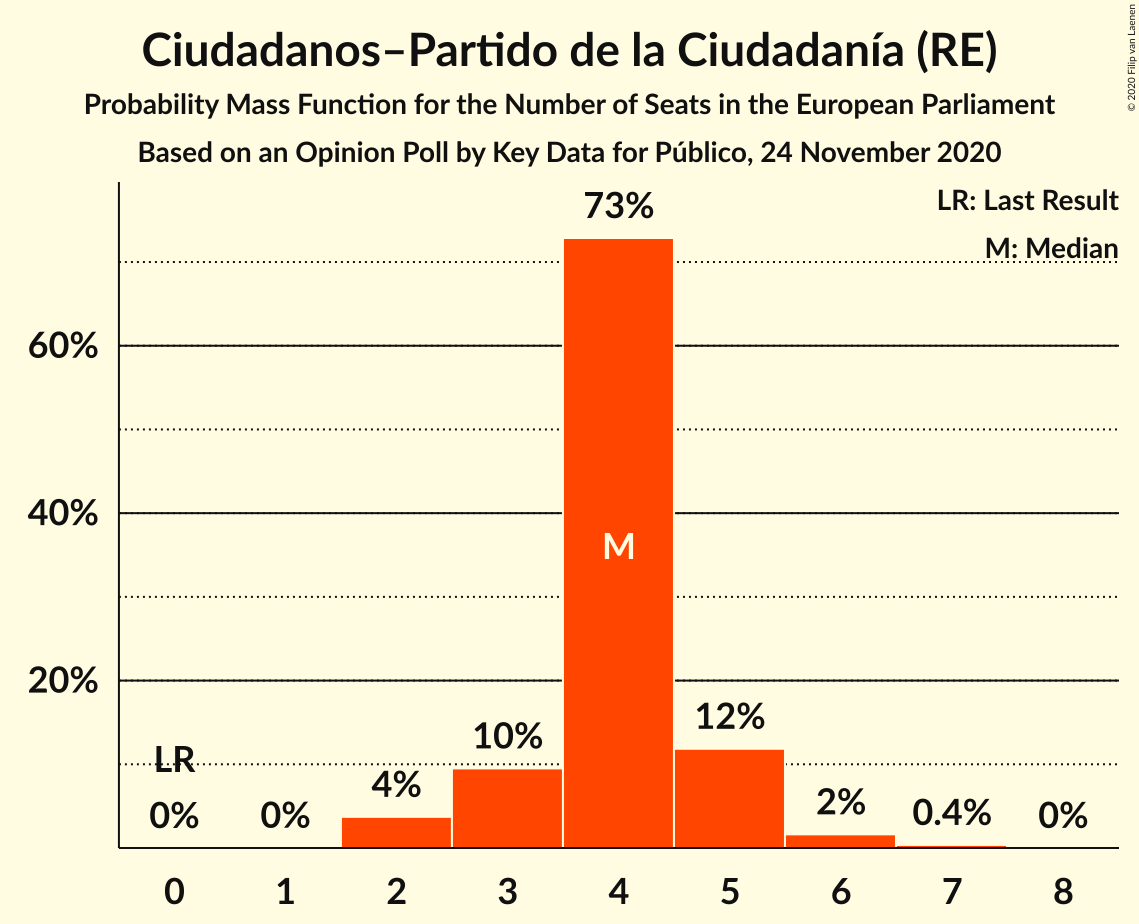 Ciudadanos–Partido de la Ciudadanía (RE)
Probability Mass Function for the Number of Seats in the European Parliament
Based on an Opinion Poll by Key Data for Público, 24 November 2020
© 2020 Filip van Laenen
LR: Last Result
M: Median
73%
60%
40%
M
20%
12%
10%
LR
4%
2%
0.4%
0%
0%
0%
0 1 2 3 4 5 6 7 8